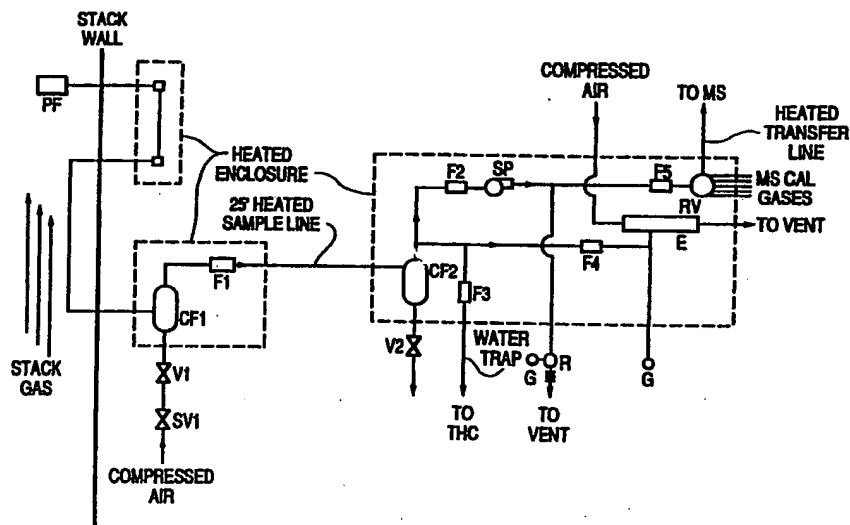 STACK
WALL
PF
HEATED
ENCLOSURE
25' HEATED
SAMPLE LINE
F1
CF1
V1
SV1
COMPRESSED
AIR
STACK
GAS
COMPRESSED
AIR
TO MS
HEATED
TRANSFER
LINE
F2
SP
F5
MS CAL
GASES
RV
TO VENT
E
F4
CF2
F3
V2
WATER
TRAP
G
R
G
TO
THC
TO
VENT